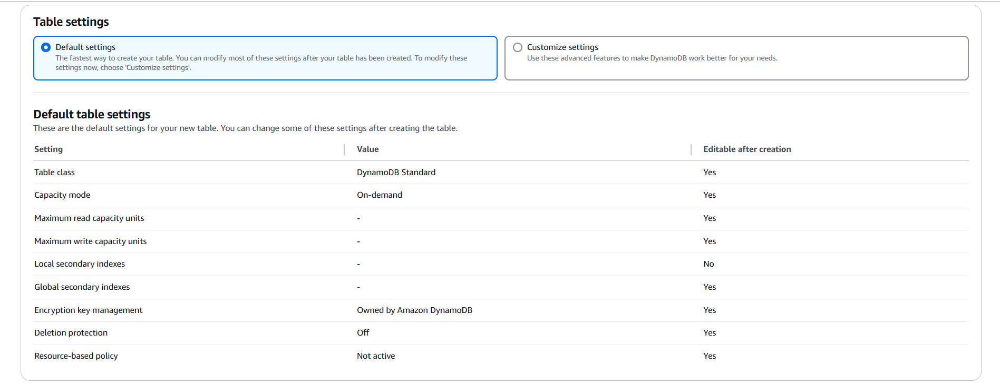 Table settings
Default settings
The fastest way to create your table. You can modify most of these settings after your table has been created. To modify these
settings now, choose 'Customize settings'.
Customize settings
Use these advanced features to make DynamoDB work better for your needs.
Default table settings
These are the default settings for your new table. You can change some of these settings after creating the table.
Setting Value Editable after creation
Table class DynamoDB Standard Yes
Capacity mode On-demand Yes
Maximum read capacity units - Yes
Maximum write capacity units - Yes
Local secondary indexes - No
Global secondary indexes - Yes
Encryption key management Owned by Amazon DynamoDB Yes
Deletion protection Off Yes
Resource-based policy Not active Yes